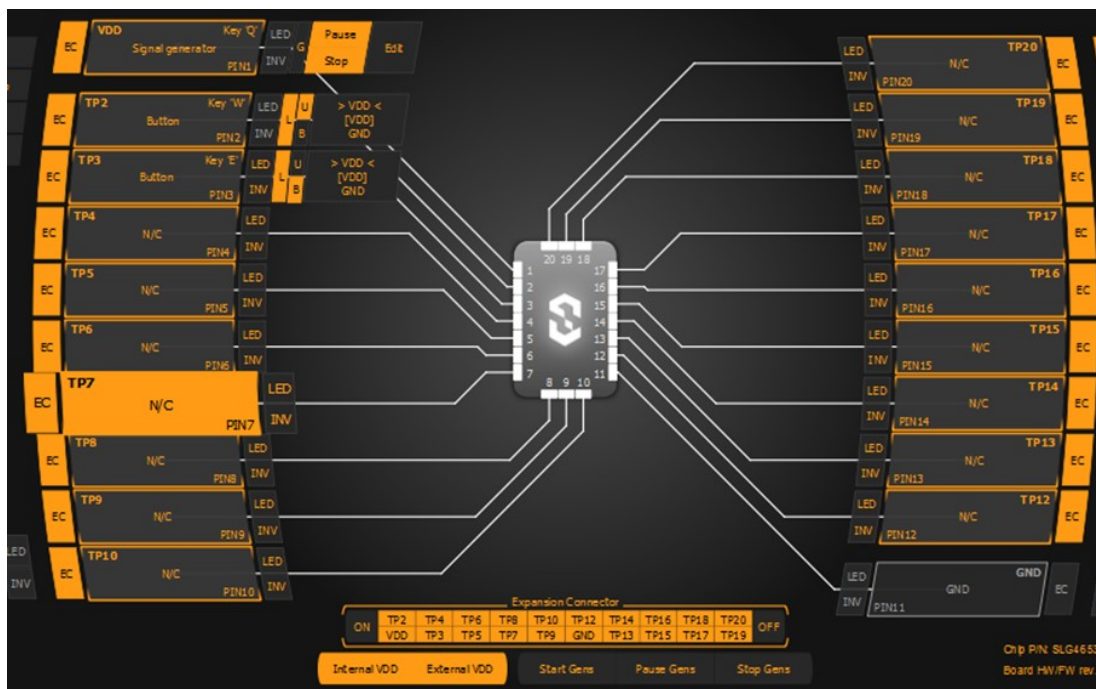 VDD Key 'Q' LED Pause
EC Signal generator G Edit
PIN1 INV Stop
TP2 Key 'W' LED U > VDD <
EC Button L [VDD]
PIN2 INV B GND
TP3 Key 'E' LED U > VDD <
EC Button L [VDD]
PIN3 INV B GND
TP4 LED
EC N/C
PIN4 INV
TP5 LED
EC N/C
PIN5 INV
TP6 LED
EC N/C
PIN6 INV
TP7 LED
EC N/C
PIN7 INV
TP8 LED
EC N/C
PIN8 INV
TP9 LED
EC N/C
PIN9 INV
TP10 LED
EC N/C
PIN10 INV
LED
INV
20 19 18
1 17
2 16
3 15
4 14
5 13
6 12
7 11
8 9 10
LED TP20
N/C EC
INV PIN20
LED TP19
N/C EC
INV PIN19
LED TP18
N/C EC
INV PIN18
LED TP17
N/C EC
INV PIN17
LED TP16
N/C EC
INV PIN16
LED TP15
N/C EC
INV PIN15
LED TP14
N/C EC
INV PIN14
LED TP13
N/C EC
INV PIN13
LED TP12
N/C EC
INV PIN12
LED GND
GND EC
INV PIN11
Expansion Connector
ON TP2 TP4 TP6 TP8 TP10 TP12 TP14 TP16 TP18 TP20 OFF
VDD TP3 TP5 TP7 TP9 GND TP13 TP15 TP17 TP19
Internal VDD External VDD Start Gens Pause Gens Stop Gens
Chip P/N: SLG4653
Board HW/FW rev.